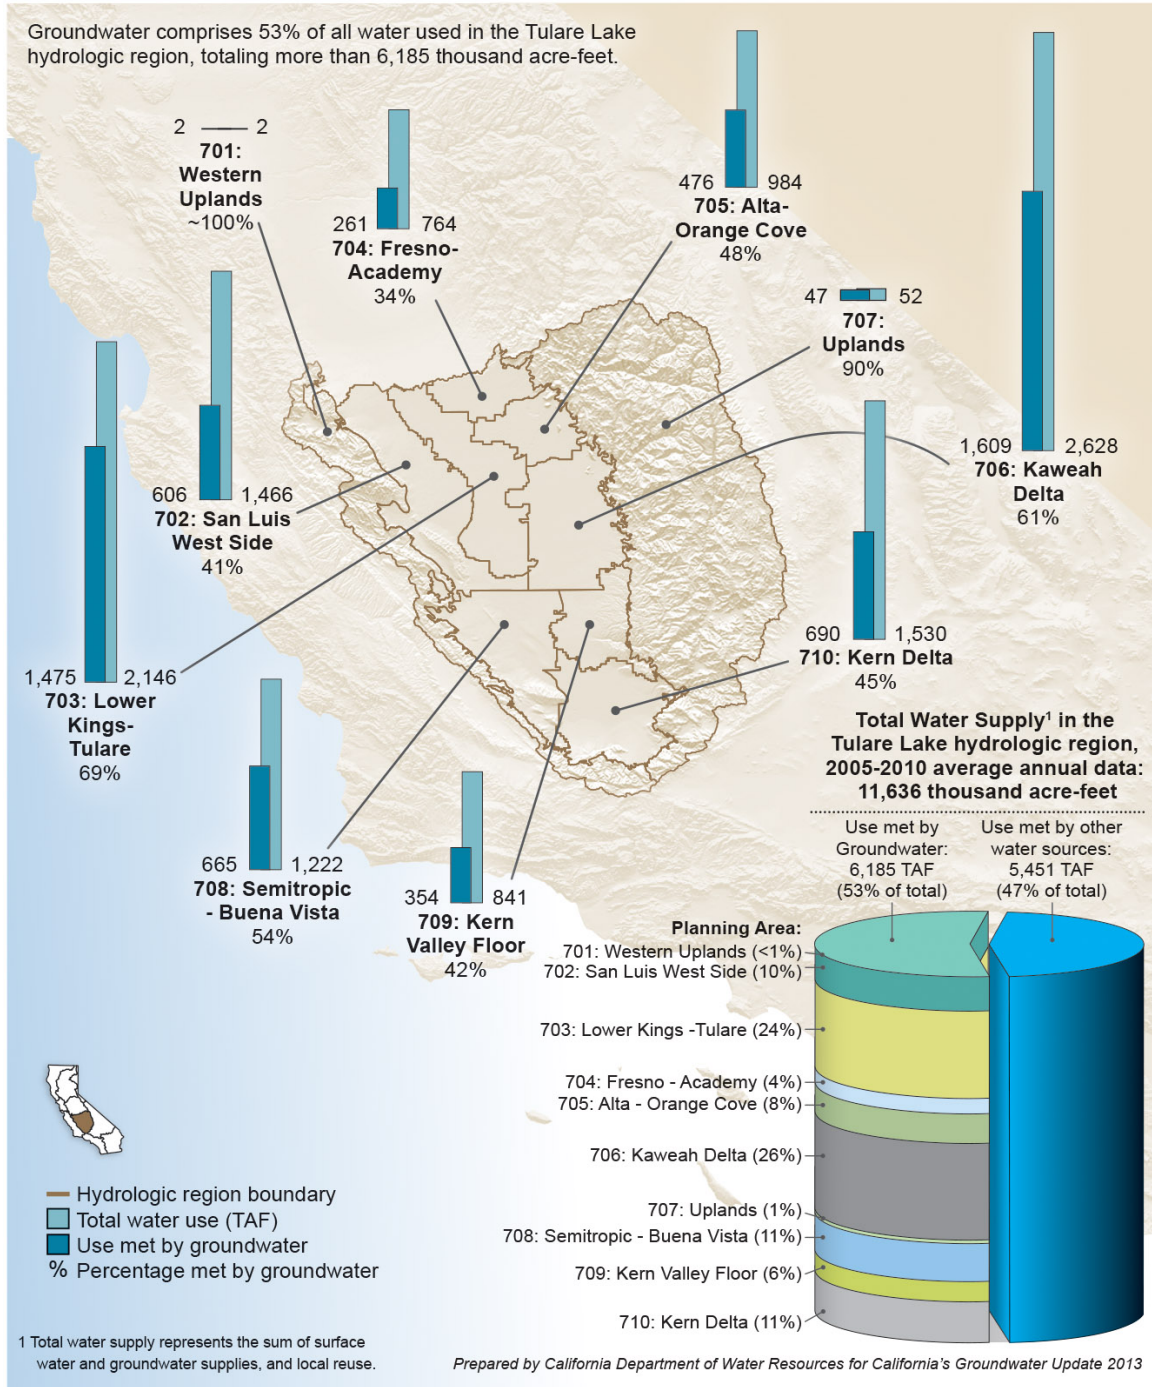 Groundwater comprises 53% of all water used in the Tulare Lake
hydrologic region, totaling more than 6,185 thousand acre-feet.
2 2
701:
Western
Uplands
~100%
261 764
704: Fresno-
Academy
34%
476 984
705: Alta-
Orange Cove
48%
47 52
707:
Uplands
90%
1,609 2,628
706: Kaweah
Delta
61%
606 1,466
702: San Luis
West Side
41%
1,475 2,146
703: Lower
Kings-
Tulare
69%
690 1,530
710: Kern Delta
45%
665 1,222
708: Semitropic
- Buena Vista
54%
354 841
709: Kern
Valley Floor
42%
Total Water Supply1 in the
Tulare Lake hydrologic region,
2005-2010 average annual data:
11,636 thousand acre-feet
Use met by
Groundwater:
6,185 TAF
(53% of total)
Use met by other
water sources:
5,451 TAF
(47% of total)
Planning Area:
701: Western Uplands (<1%)
702: San Luis West Side (10%)
703: Lower Kings -Tulare (24%)
704: Fresno - Academy (4%)
705: Alta - Orange Cove (8%)
706: Kaweah Delta (26%)
707: Uplands (1%)
708: Semitropic - Buena Vista (11%)
709: Kern Valley Floor (6%)
710: Kern Delta (11%)
Hydrologic region boundary
Total water use (TAF)
Use met by groundwater
% Percentage met by groundwater
1 Total water supply represents the sum of surface
water and groundwater supplies, and local reuse.
Prepared by California Department of Water Resources for California's Groundwater Update 2013